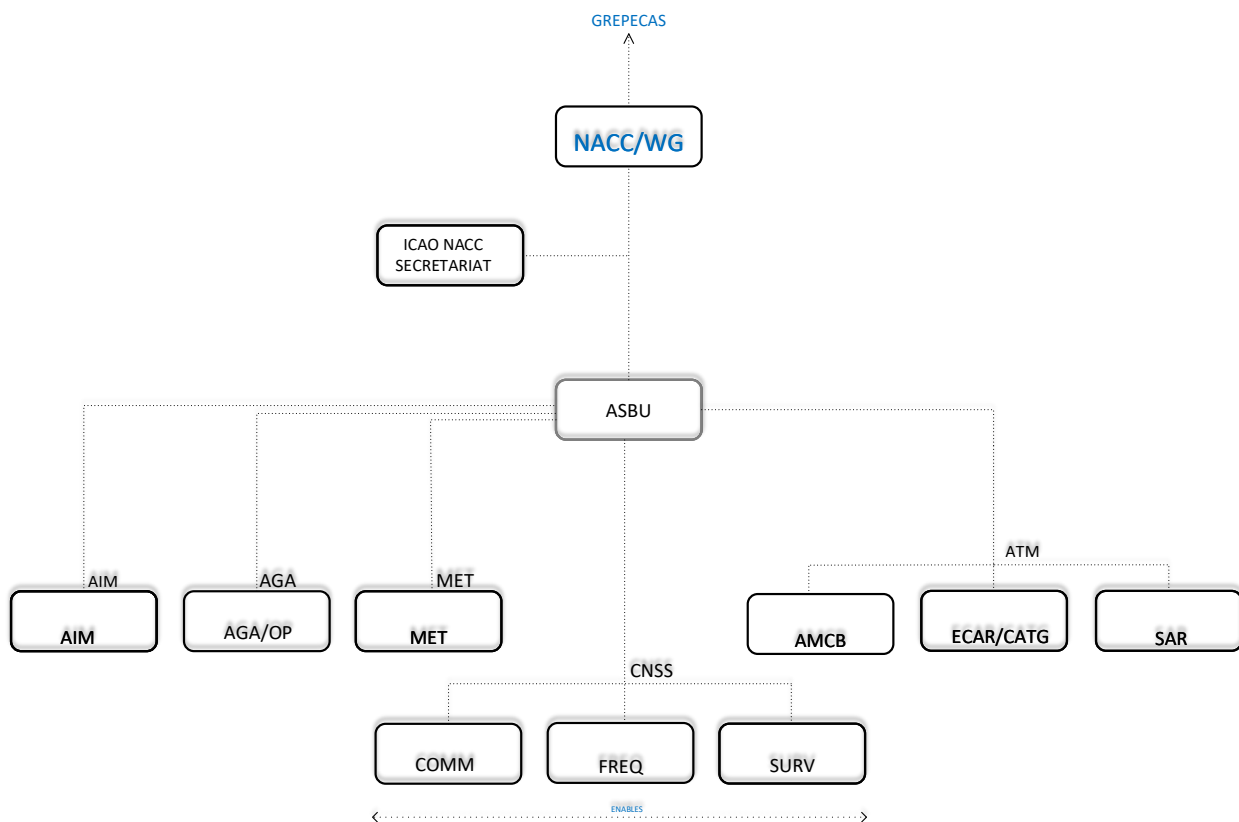 GREPECAS
NACC/WG
ICAO NACC
SECRETARIAT
ASBU
ATM
AIM
AGA
MET
AIM
AGA/OP
MET
AMCB
ECAR/CATG
SAR
CNSS
COMM
FREQ
SURV
ENABLES